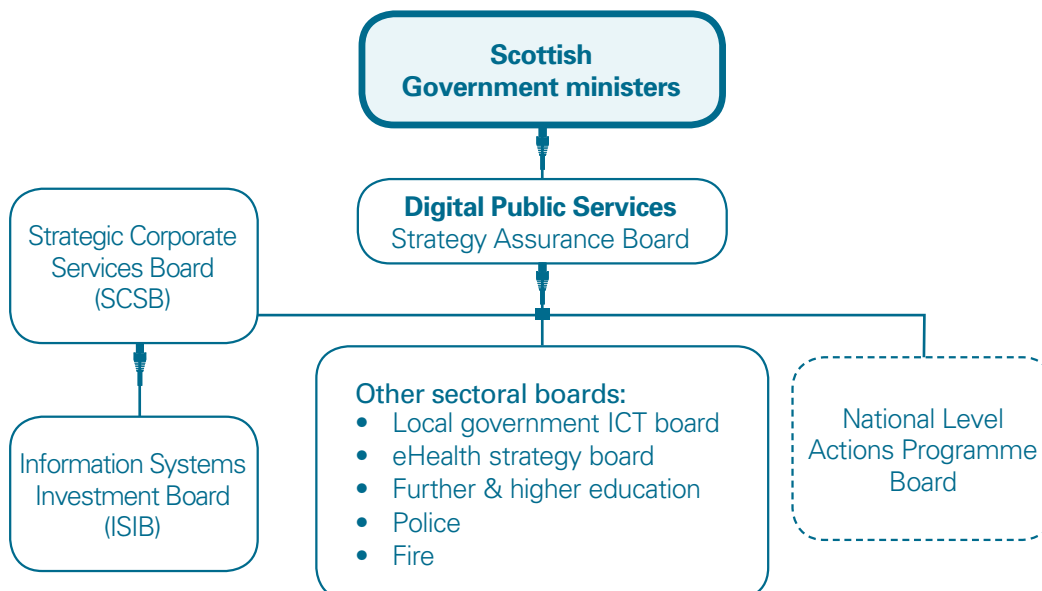 Scottish
Government ministers
Digital Public Services
Strategy Assurance Board
Strategic Corporate
Services Board
(SCSB)
Information Systems
Investment Board
(ISIB)
Other sectoral boards:
• Local government ICT board
• eHealth strategy board
• Further & higher education
• Police
• Fire
National Level
Actions Programme
Board